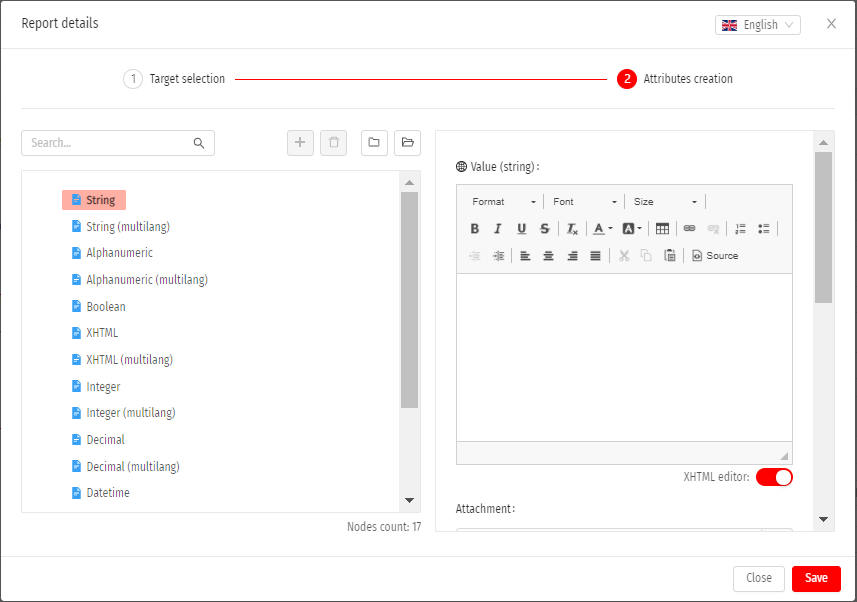 Report details
English
1 Target selection
2 Attributes creation
Search...
String
String (multilang)
Alphanumeric
Alphanumeric (multilang)
Boolean
XHTML
XHTML (multilang)
Integer
Integer (multilang)
Decimal
Decimal (multilang)
Datetime
Nodes count: 17
Value (string) :
Format Font Size
B I U S Tx A A
Source
XHTML editor:
Attachment :
Close Save